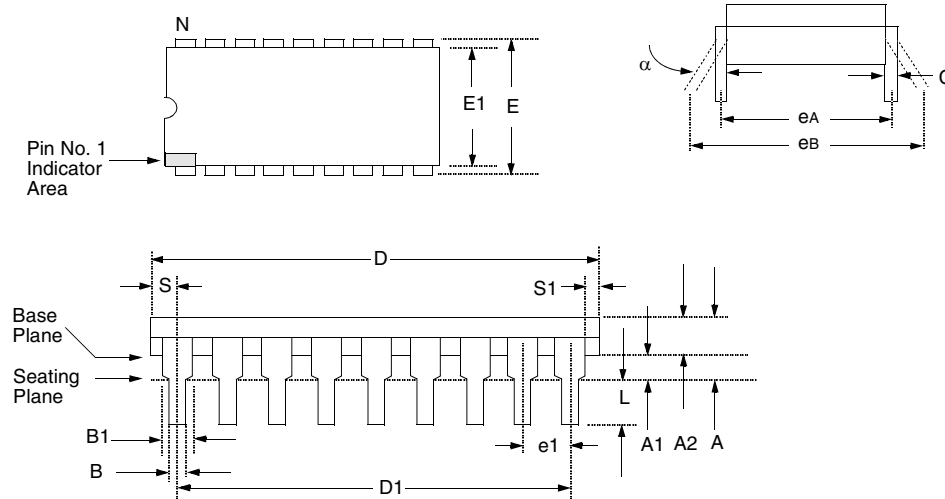 N
E1
E
Pin No. 1
Indicator
Area
α
C
eA
eB
D
S
S1
Base
Plane
Seating
Plane
L
B1
B
e1
A1
A2
A
D1